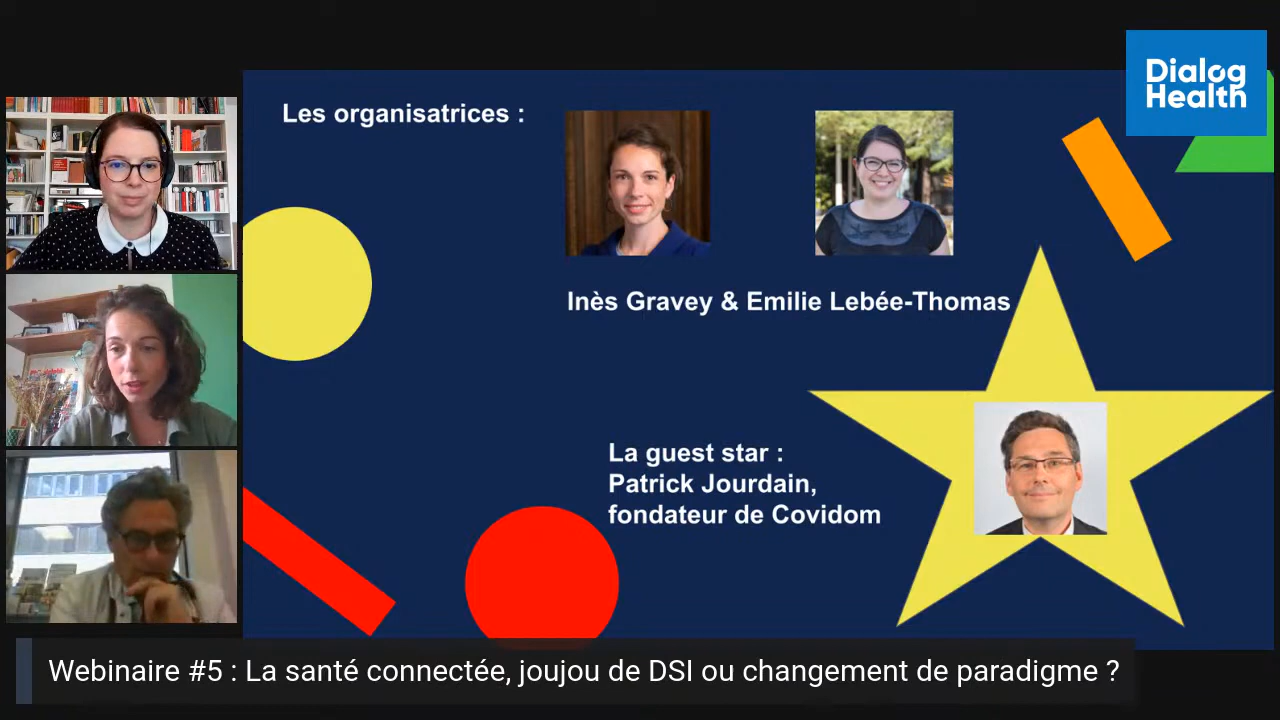 Les organisatrices :
Dialog
Health
Inès Gravey & Emilie Lebée-Thomas
La guest star :
Patrick Jourdain,
fondateur de Covidom
Webinaire #5 : La santé connectée, joujou de DSI ou changement de paradigme ?